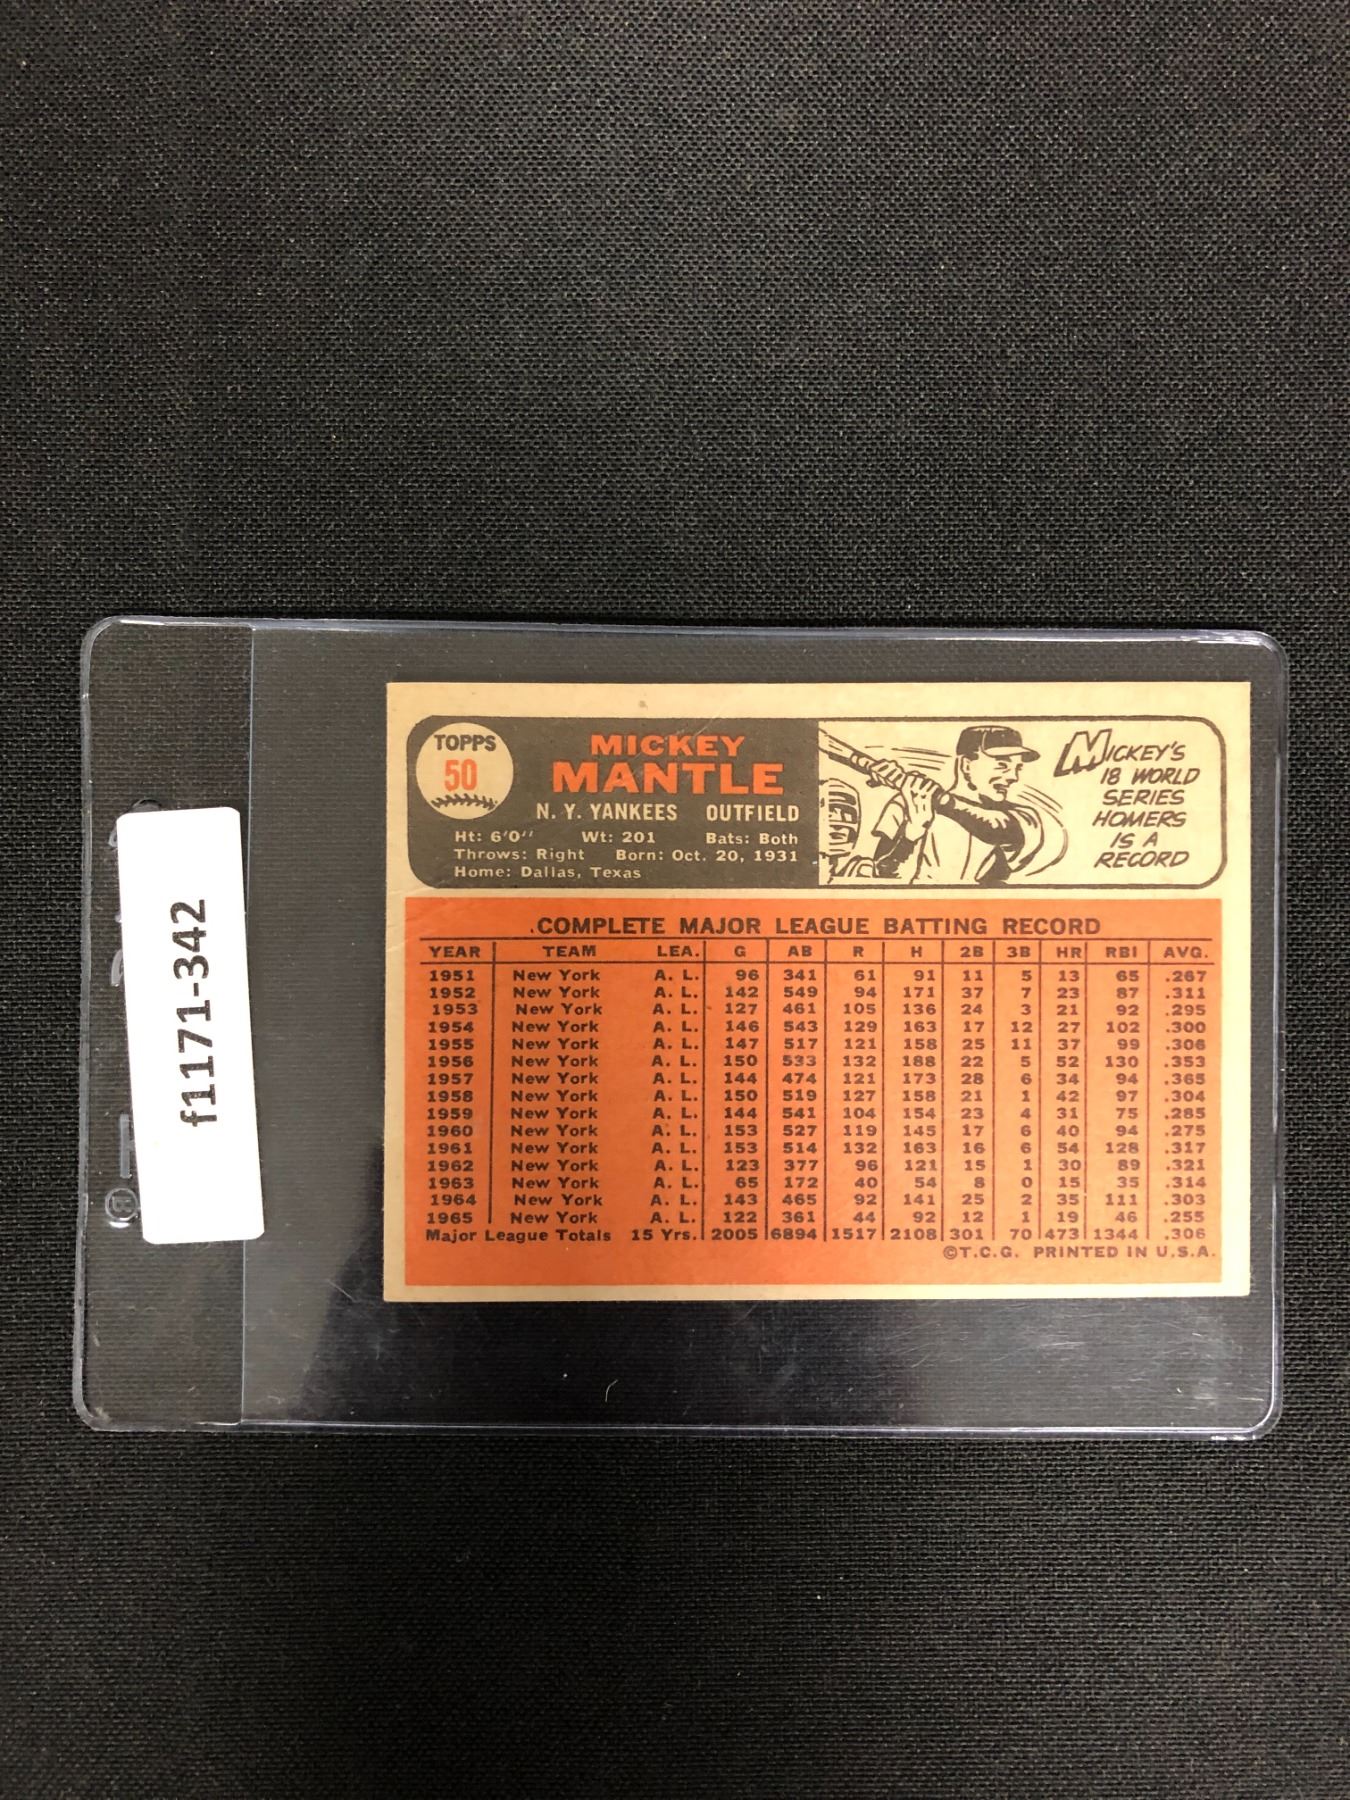 f1171-342
TOPPS
50
MICKEY
MANTLE
N. Y. YANKEES OUTFIELD
Ht: 6'0'' Wt: 201 Bats: Both
Throws: Right Born: Oct. 20, 1931
Home: Dallas, Texas
MICKEY'S
18 WORLD
SERIES
HOMERS
IS A
RECORD
COMPLETE MAJOR LEAGUE BATTING RECORD
YEAR TEAM LEA. G AB R H 2B 3B HR RBI AVG.
1951 New York A. L. 96 341 61 91 11 5 13 65 .267
1952 New York A. L. 142 549 94 171 37 7 23 87 .311
1953 New York A. L. 127 461 105 136 24 3 21 92 .295
1954 New York A. L. 146 543 129 163 17 12 27 102 .300
1955 New York A. L. 147 517 121 158 25 11 37 99 .306
1956 New York A. L. 150 533 132 188 22 5 52 130 .353
1957 New York A. L. 144 474 121 173 28 6 34 94 .365
1958 New York A. L. 150 519 127 158 21 1 42 97 .304
1959 New York A. L. 144 541 104 154 23 4 31 75 .285
1960 New York A. L. 153 527 119 145 17 6 40 94 .275
1961 New York A. L. 153 514 132 163 16 6 54 128 .317
1962 New York A. L. 123 377 96 121 15 1 30 89 .321
1963 New York A. L. 65 172 40 54 8 0 15 35 .314
1964 New York A. L. 143 465 92 141 25 2 35 111 .303
1965 New York A. L. 122 361 44 92 12 1 19 46 .255
Major League Totals 15 Yrs. 2005 6894 1517 2108 301 70 473 1344 .306
©T.C.G. PRINTED IN U.S.A.